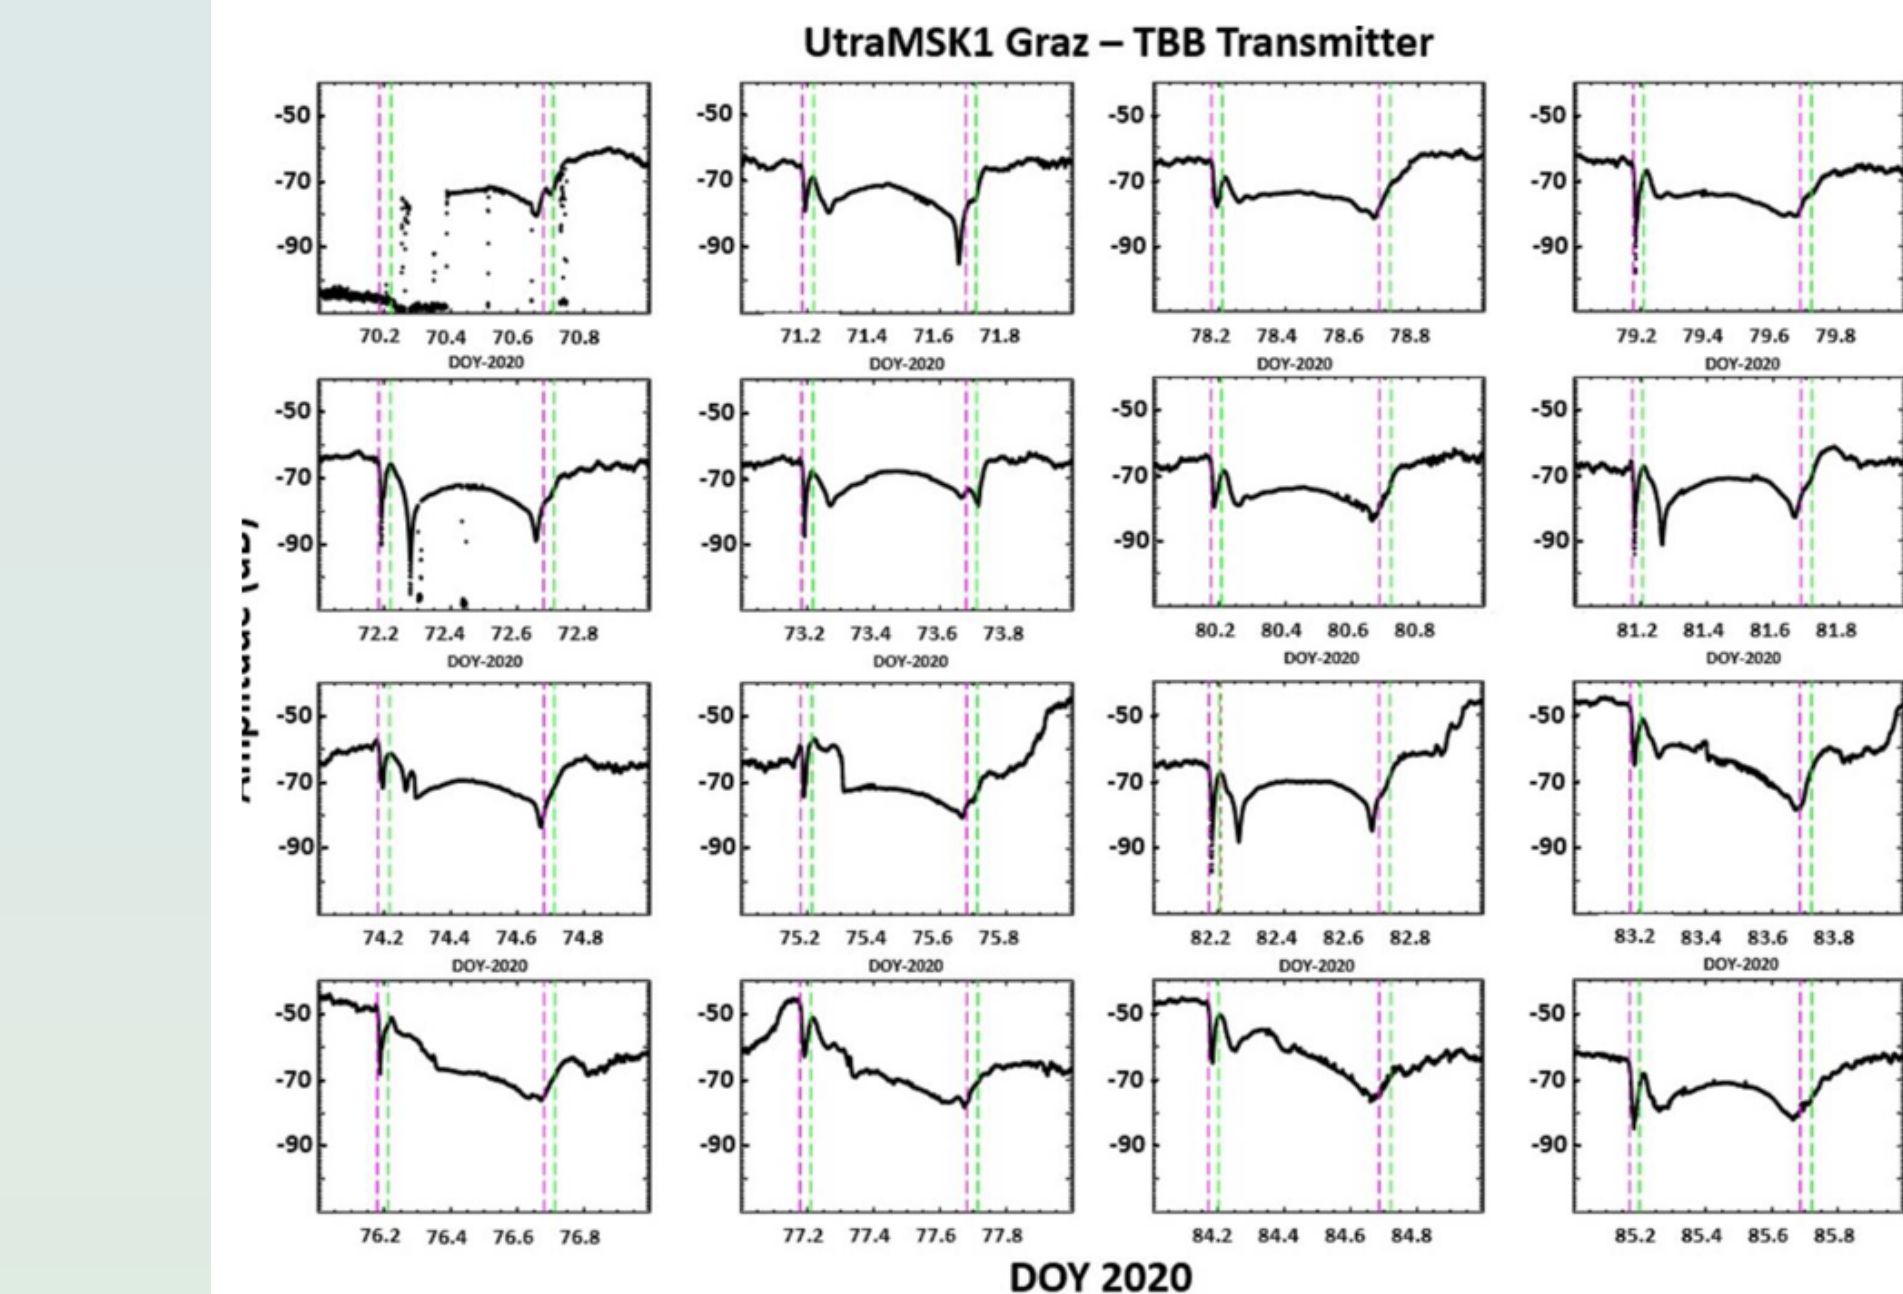 UtraMSK1 Graz – TBB Transmitter
-50 -50 -50 -50
-70 -70 -70 -70
-90 -90 -90 -90
70.2 70.4 70.6 70.8 71.2 71.4 71.6 71.8 78.2 78.4 78.6 78.8 79.2 79.4 79.6 79.8
DOY-2020 DOY-2020 DOY-2020 DOY-2020
-50 -50 -50 -50
-70 -70 -70 -70
-90 -90 -90 -90
72.2 72.4 72.6 72.8 73.2 73.4 73.6 73.8 80.2 80.4 80.6 80.8 81.2 81.4 81.6 81.8
DOY-2020 DOY-2020 DOY-2020 DOY-2020
Amplitude (dB)
-50 -50 -50 -50
-70 -70 -70 -70
-90 -90 -90 -90
74.2 74.4 74.6 74.8 75.2 75.4 75.6 75.8 82.2 82.4 82.6 82.8 83.2 83.4 83.6 83.8
DOY-2020 DOY-2020 DOY-2020 DOY-2020
-50 -50 -50 -50
-70 -70 -70 -70
-90 -90 -90 -90
76.2 76.4 76.6 76.8 77.2 77.4 77.6 77.8 84.2 84.4 84.6 84.8 85.2 85.4 85.6 85.8
DOY 2020